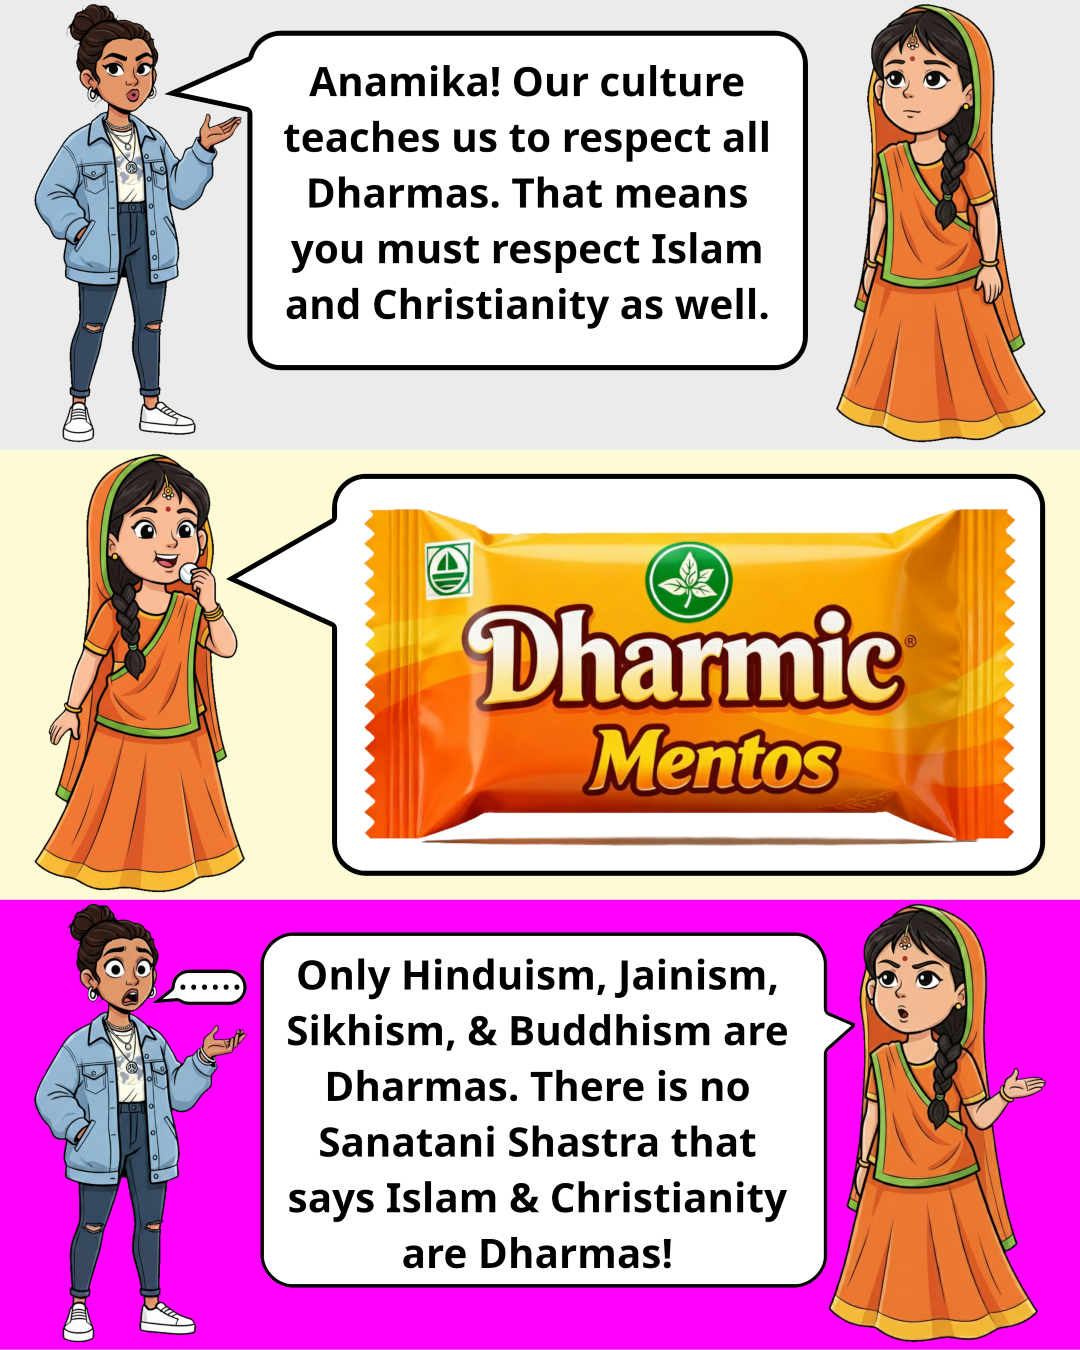 Anamika! Our culture
teaches us to respect all
Dharmas. That means
you must respect Islam
and Christianity as well.
Dharmic®
Mentos
......
Only Hinduism, Jainism,
Sikhism, & Buddhism are
Dharmas. There is no
Sanatani Shastra that
says Islam & Christianity
are Dharmas!